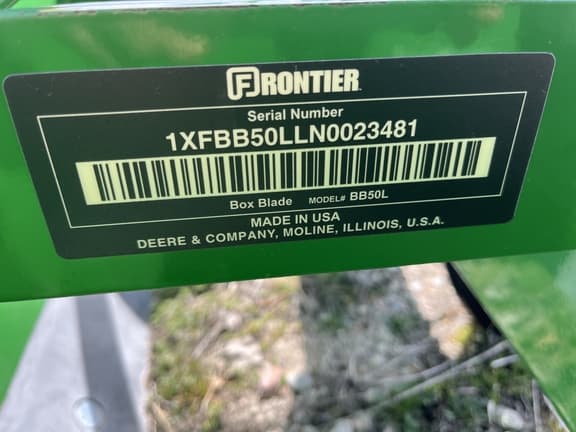 FRONTIER
Serial Number
1XFBB50LLN0023481
Box Blade MODEL# BB50L
MADE IN USA
DEERE & COMPANY, MOLINE, ILLINOIS, U.S.A.